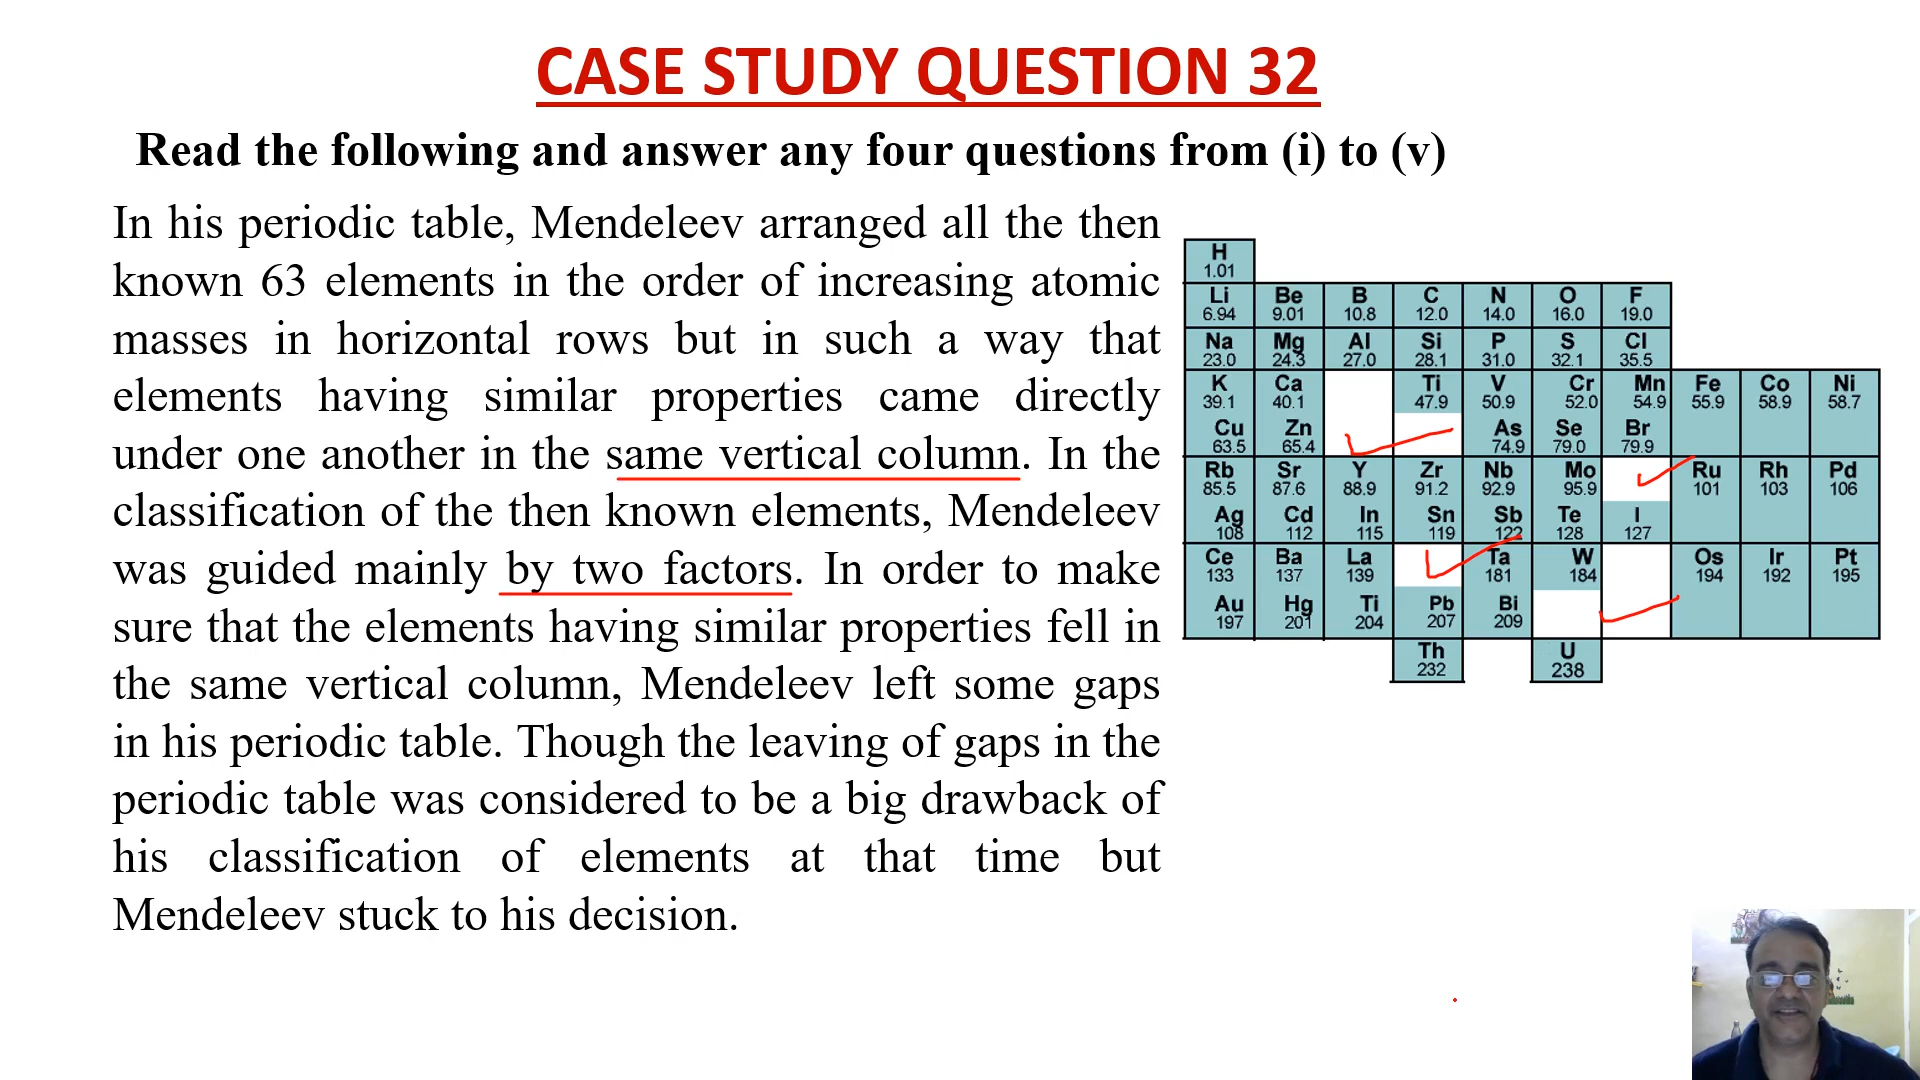 CASE STUDY QUESTION 32
Read the following and answer any four questions from (i) to (v)
In his periodic table, Mendeleev arranged all the then
known 63 elements in the order of increasing atomic
masses in horizontal rows but in such a way that
elements having similar properties came directly
under one another in the same vertical column. In the
classification of the then known elements, Mendeleev
was guided mainly by two factors. In order to make
sure that the elements having similar properties fell in
the same vertical column, Mendeleev left some gaps
in his periodic table. Though the leaving of gaps in the
periodic table was considered to be a big drawback of
his classification of elements at that time but
Mendeleev stuck to his decision.
H
1.01
Li Be B C N O F
6.94 9.01 10.8 12.0 14.0 16.0 19.0
Na Mg Al Si P S Cl
23.0 24.3 27.0 28.1 31.0 32.1 35.5
K Ca Ti V Cr Mn Fe Co Ni
39.1 40.1 47.9 50.9 52.0 54.9 55.9 58.9 58.7
Cu Zn As Se Br
63.5 65.4 74.9 79.0 79.9
Rb Sr Y Zr Nb Mo Ru Rh Pd
85.5 87.6 88.9 91.2 92.9 95.9 101 103 106
Ag Cd In Sn Sb Te I
108 112 115 119 122 128 127
Ce Ba La Ta W Os Ir Pt
133 137 139 181 184 194 192 195
Au Hg Ti Pb Bi
197 201 204 207 209
Th U
232 238